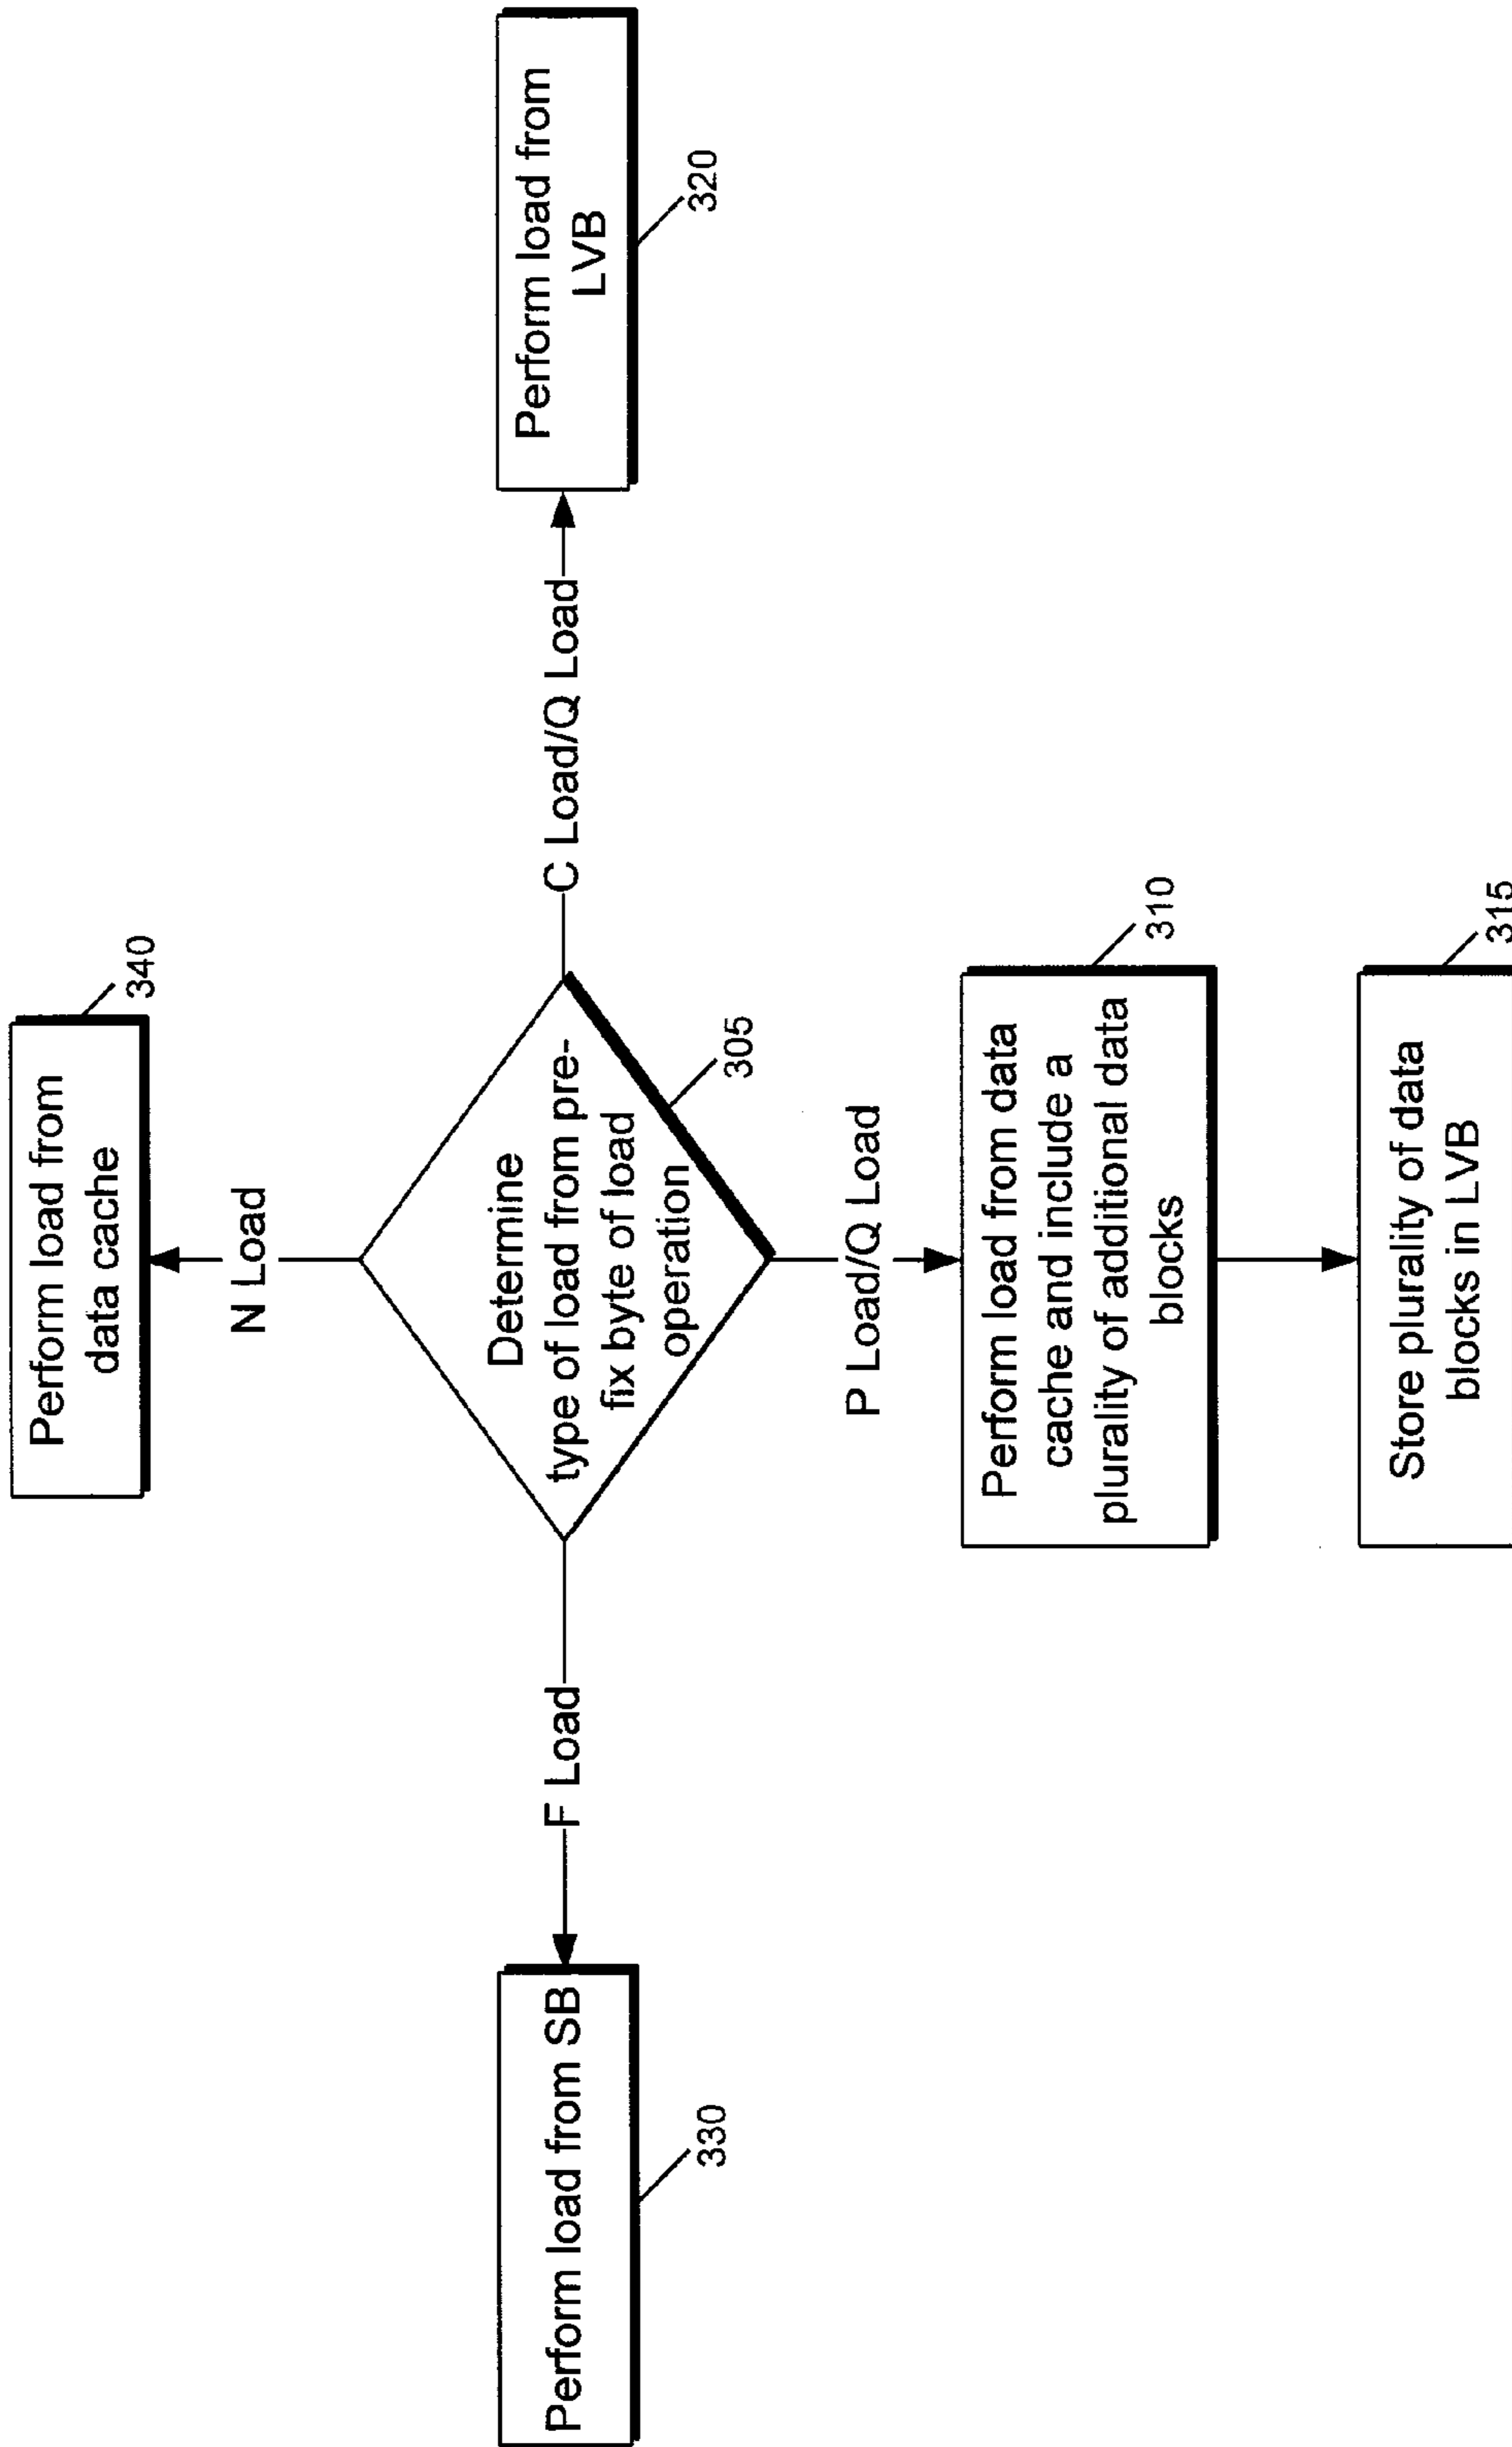 Perform load from
data cache
340
N Load
Perform load from SB
330
F Load
Determine
type of load from pre-
fix byte of load
operation
305
C Load/Q Load
Perform load from
LVB
320
P Load/Q Load
Perform load from data
cache and include a
plurality of additional data
blocks
310
Store plurality of data
blocks in LVB
315